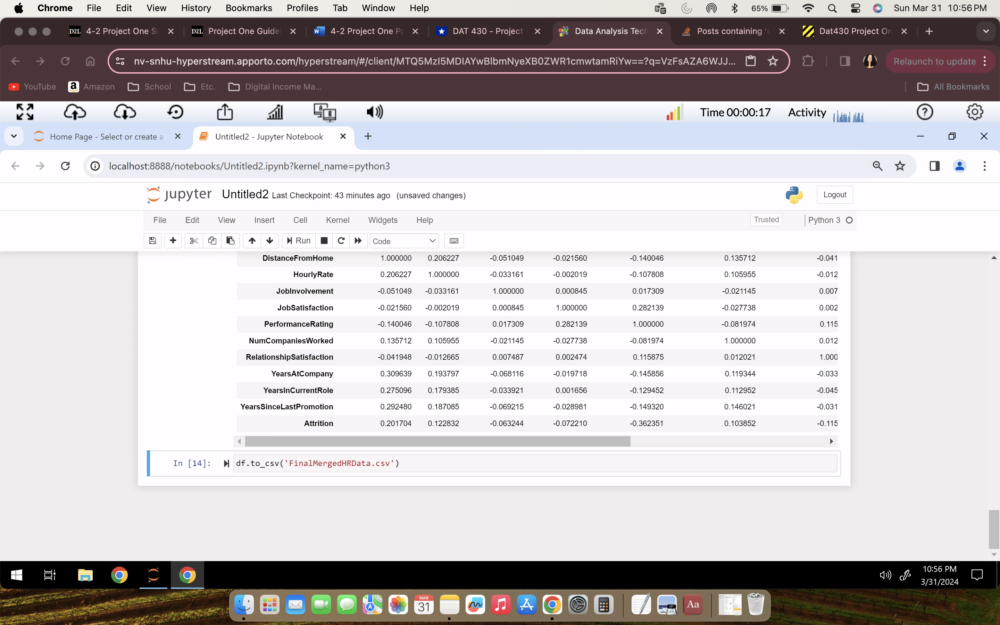 Chrome File Edit View History Bookmarks Profiles Tab Window Help 65% Sun Mar 31 10:56 PM
D2L 4-2 Project One Su D2L Project One Guide 4-2 Project One Pa DAT 430 - Project Data Analysis Tech Posts containing 'c Dat430 Project On
nv-snhu-hyperstream.apporto.com/hyperstream/#/client/MTQ5MzI5MDIAYwBlbmNyeXB0ZWR1cmwtamRiYw==?q=VzFsAZA6WJJ... Relaunch to update
YouTube Amazon School Etc. Digital Income Ma... All Bookmarks
Time 00:00:17 Activity
Home Page - Select or create a Untitled2 - Jupyter Notebook
localhost:8888/notebooks/Untitled2.ipynb?kernel_name=python3
jupyter Untitled2 Last Checkpoint: 43 minutes ago (unsaved changes) Logout
File Edit View Insert Cell Kernel Widgets Help Trusted Python 3
Run Code
DistanceFromHome 1.000000 0.206227 -0.051049 -0.021560 -0.140046 0.135712 -0.041
HourlyRate 0.206227 1.000000 -0.033161 -0.002019 -0.107808 0.105955 -0.012
JobInvolvement -0.051049 -0.033161 1.000000 0.000845 0.017309 -0.021145 0.007
JobSatisfaction -0.021560 -0.002019 0.000845 1.000000 0.282139 -0.027738 0.002
PerformanceRating -0.140046 -0.107808 0.017309 0.282139 1.000000 -0.081974 0.115
NumCompaniesWorked 0.135712 0.105955 -0.021145 -0.027738 -0.081974 1.000000 0.012
RelationshipSatisfaction -0.041948 -0.012665 0.007487 0.002474 0.115875 0.012021 1.000
YearsAtCompany 0.309639 0.193797 -0.068116 -0.019718 -0.145856 0.119344 -0.033
YearsInCurrentRole 0.275096 0.179385 -0.033921 0.001656 -0.129452 0.112952 -0.045
YearsSinceLastPromotion 0.292480 0.187085 -0.069215 -0.028981 -0.149320 0.146021 -0.031
Attrition 0.201704 0.122832 -0.063244 -0.072210 -0.362351 0.103852 -0.115
In [14]: df.to_csv('FinalMergedHRData.csv')
10:56 PM
3/31/2024
MAR
31
Aa